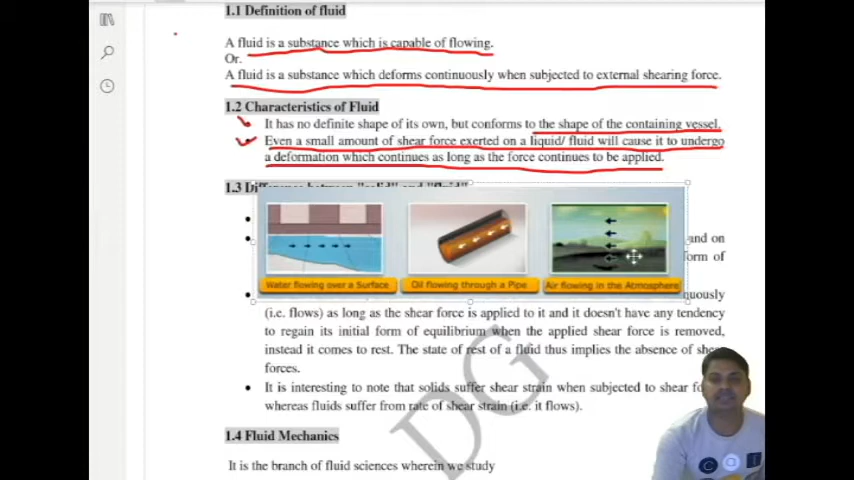 1.1 Definition of fluid
A fluid is a substance which is capable of flowing.
Or.
A fluid is a substance which deforms continuously when subjected to external shearing force.
1.2 Characteristics of Fluid
It has no definite shape of its own, but conforms to the shape of the containing vessel.
Even a small amount of shear force exerted on a liquid/ fluid will cause it to undergo
a deformation which continues as long as the force continues to be applied.
1.3
and on
Water flowing over a Surface
Oil flowing through a Pipe
Air flowing in the Atmosphere
(i.e. flows) as long as the shear force is applied to it and it doesn't have any tendency
to regain its initial form of equilibrium when the applied shear force is removed,
instead it comes to rest. The state of rest of a fluid thus implies the absence of
forces.
It is interesting to note that solids suffer shear strain when subjected to shear
whereas fluids suffer from rate of shear strain (i.e. it flows).
DG
1.4 Fluid Mechanics
It is the branch of fluid sciences wherein we study